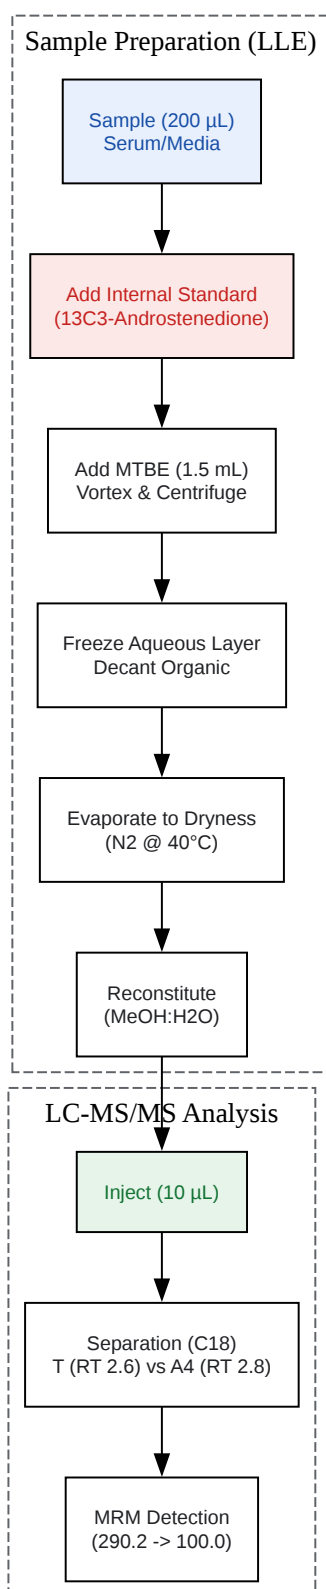 Sample Preparation (LLE)
Sample (200 µL)
Serum/Media
Add Internal Standard
(13C3-Androstenedione)
Add MTBE (1.5 mL)
Vortex & Centrifuge
Freeze Aqueous Layer
Decant Organic
Evaporate to Dryness
(N2 @ 40°C)
Reconstitute
(MeOH:H2O)
LC-MS/MS Analysis
Inject (10 µL)
Separation (C18)
T (RT 2.6) vs A4 (RT 2.8)
MRM Detection
(290.2 -> 100.0)